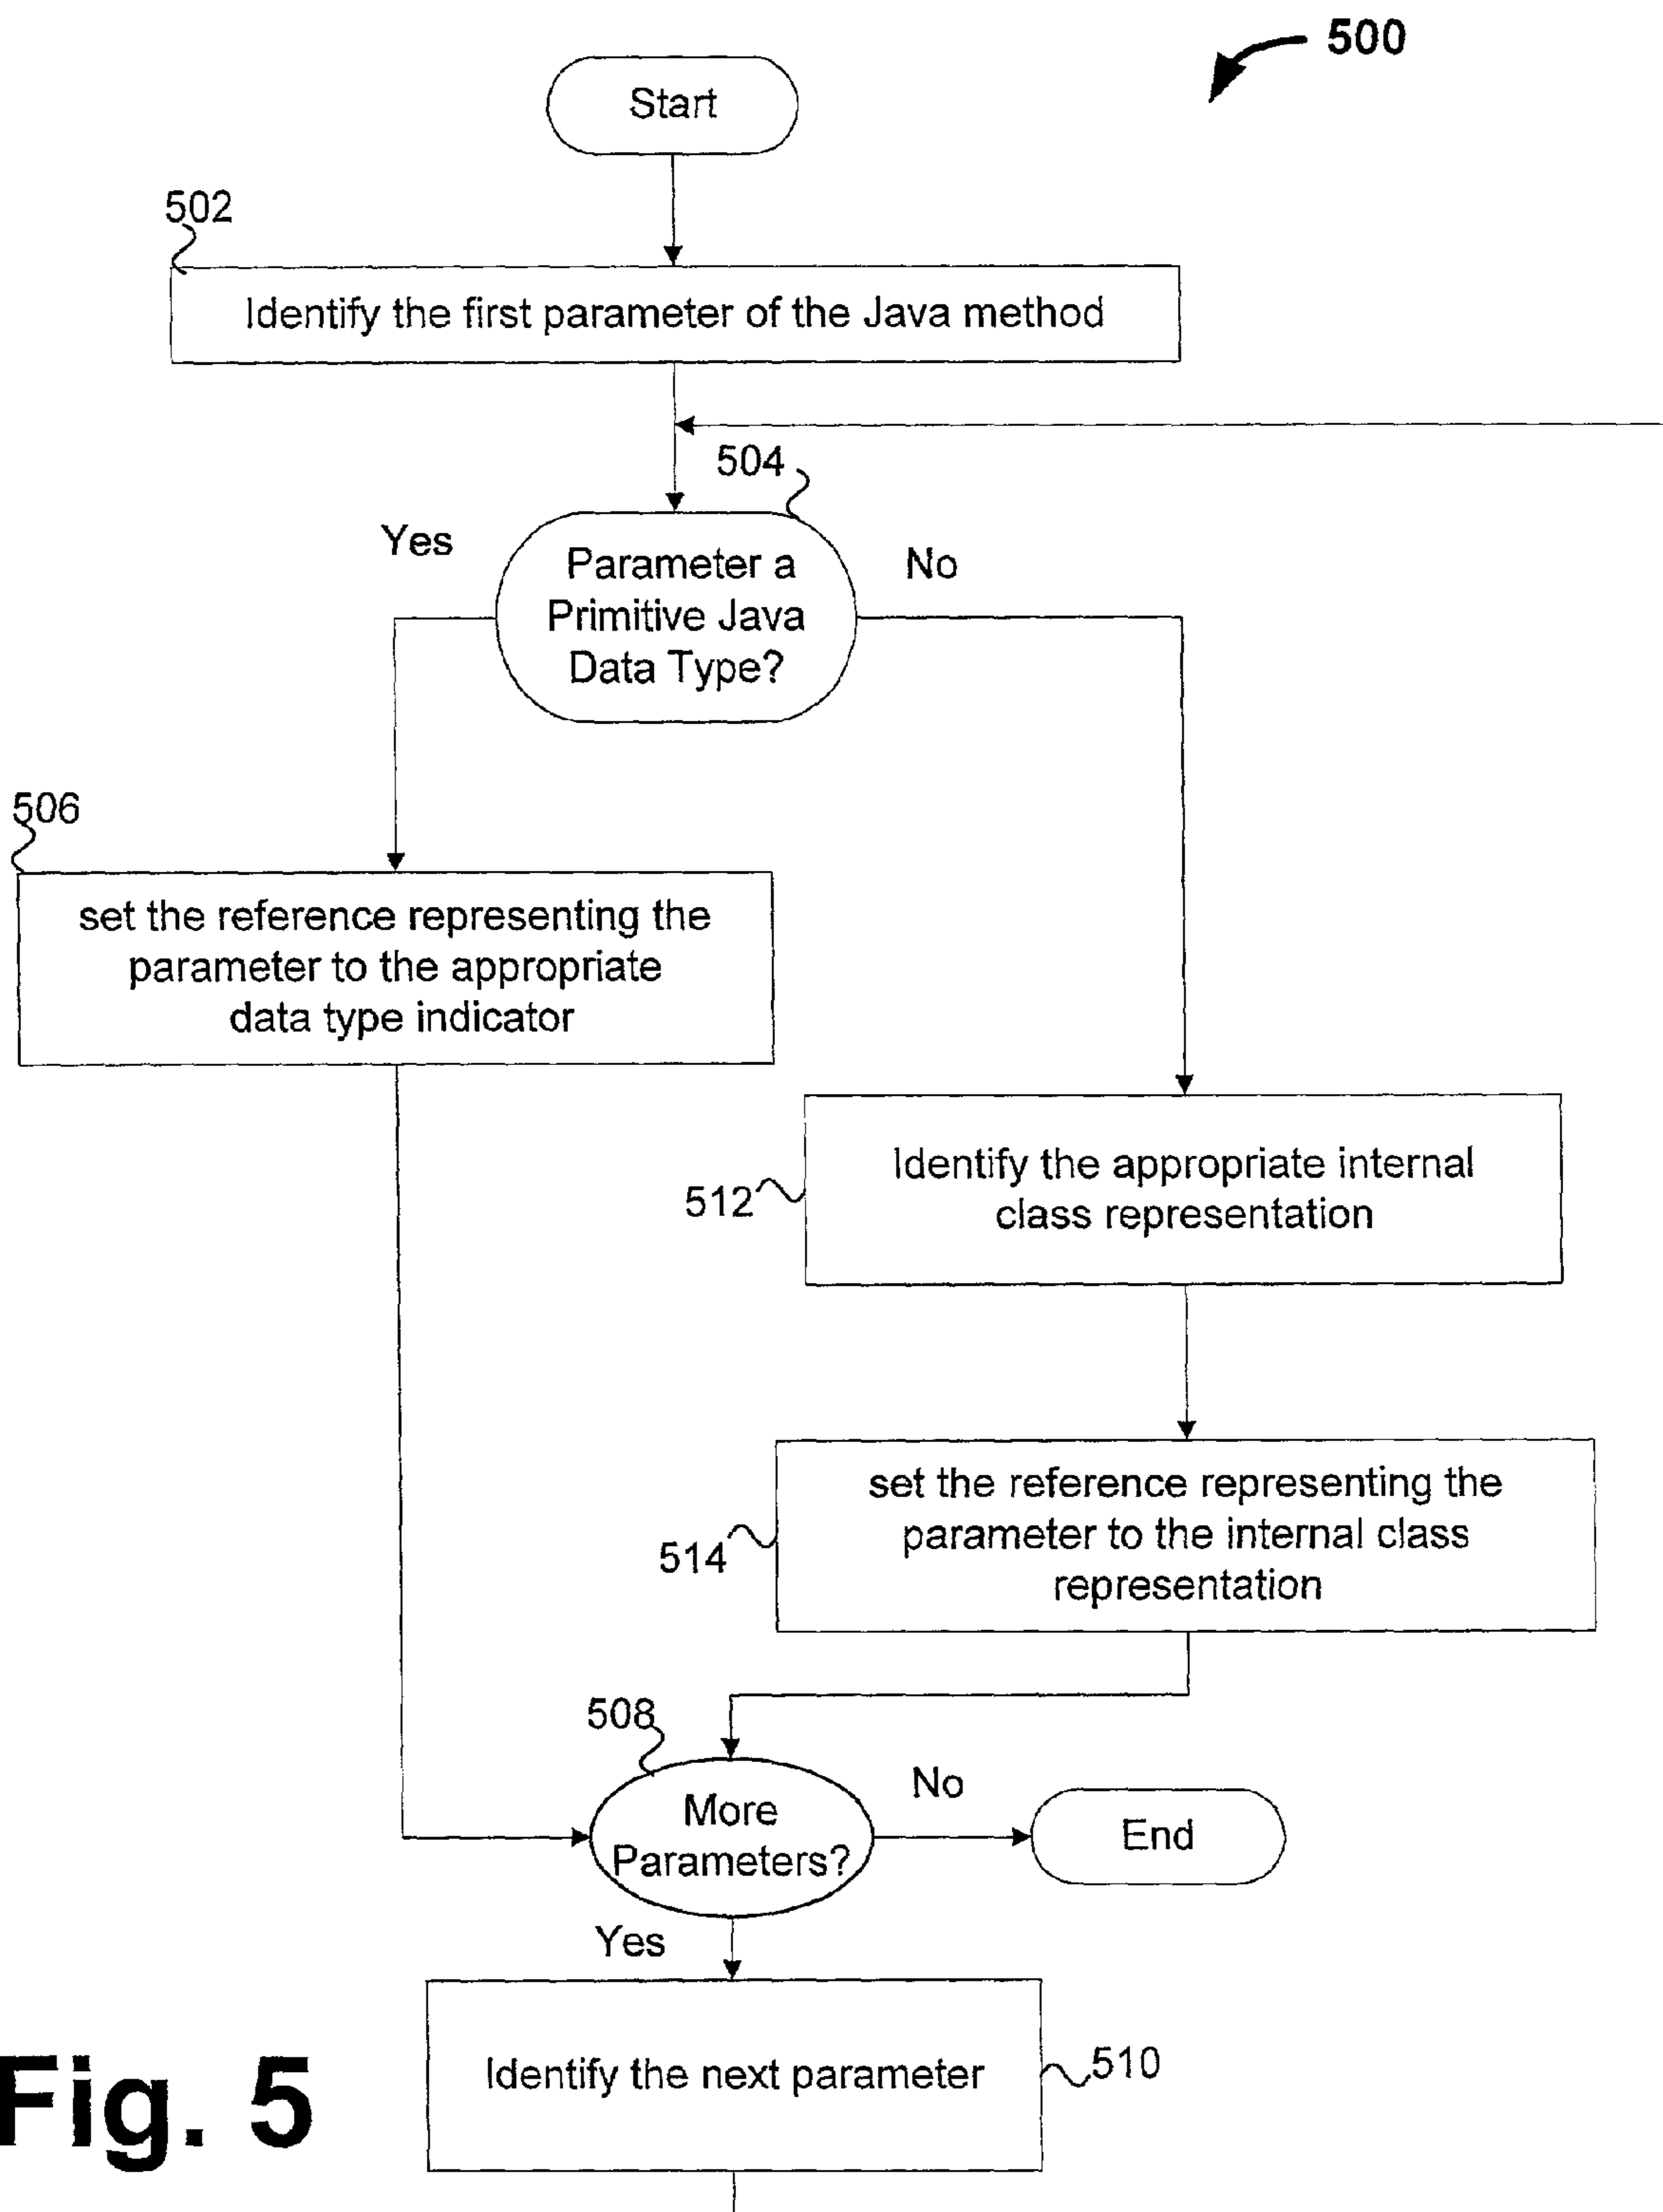 500
Start
502
Identify the first parameter of the Java method
504
Yes
No
Parameter a
Primitive Java
Data Type?
506
set the reference representing the
parameter to the appropriate
data type indicator
512
Identify the appropriate internal
class representation
514
set the reference representing the
parameter to the internal class
representation
508
More
Parameters?
No
End
Yes
Identify the next parameter
510
Fig. 5